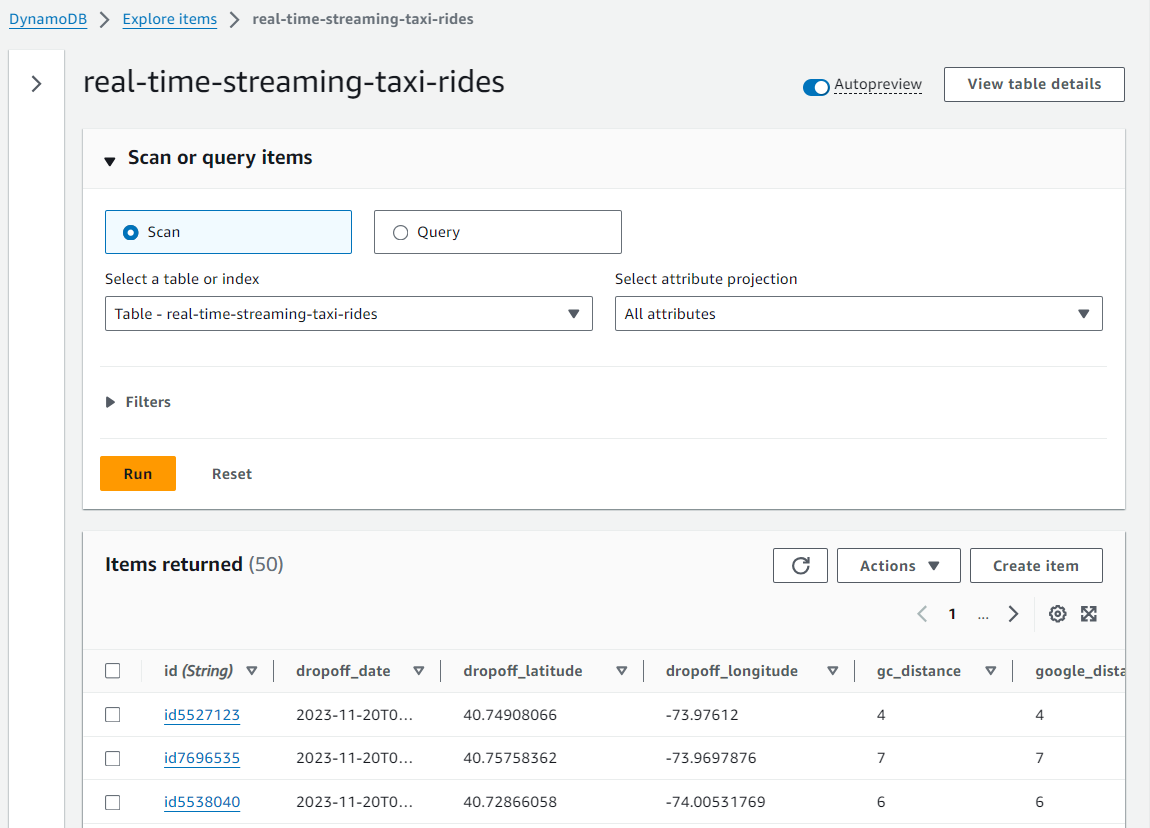 DynamoDB > Explore items > real-time-streaming-taxi-rides
real-time-streaming-taxi-rides
Autopreview
View table details
Scan or query items
Scan
Query
Select a table or index
Select attribute projection
Table - real-time-streaming-taxi-rides
All attributes
Filters
Run
Reset
Items returned (50)
Actions
Create item
1 ...
id (String) dropoff_date dropoff_latitude dropoff_longitude gc_distance google_dista
id5527123 2023-11-20T0... 40.74908066 -73.97612 4 4
id7696535 2023-11-20T0... 40.75758362 -73.9697876 7 7
id5538040 2023-11-20T0... 40.72866058 -74.00531769 6 6